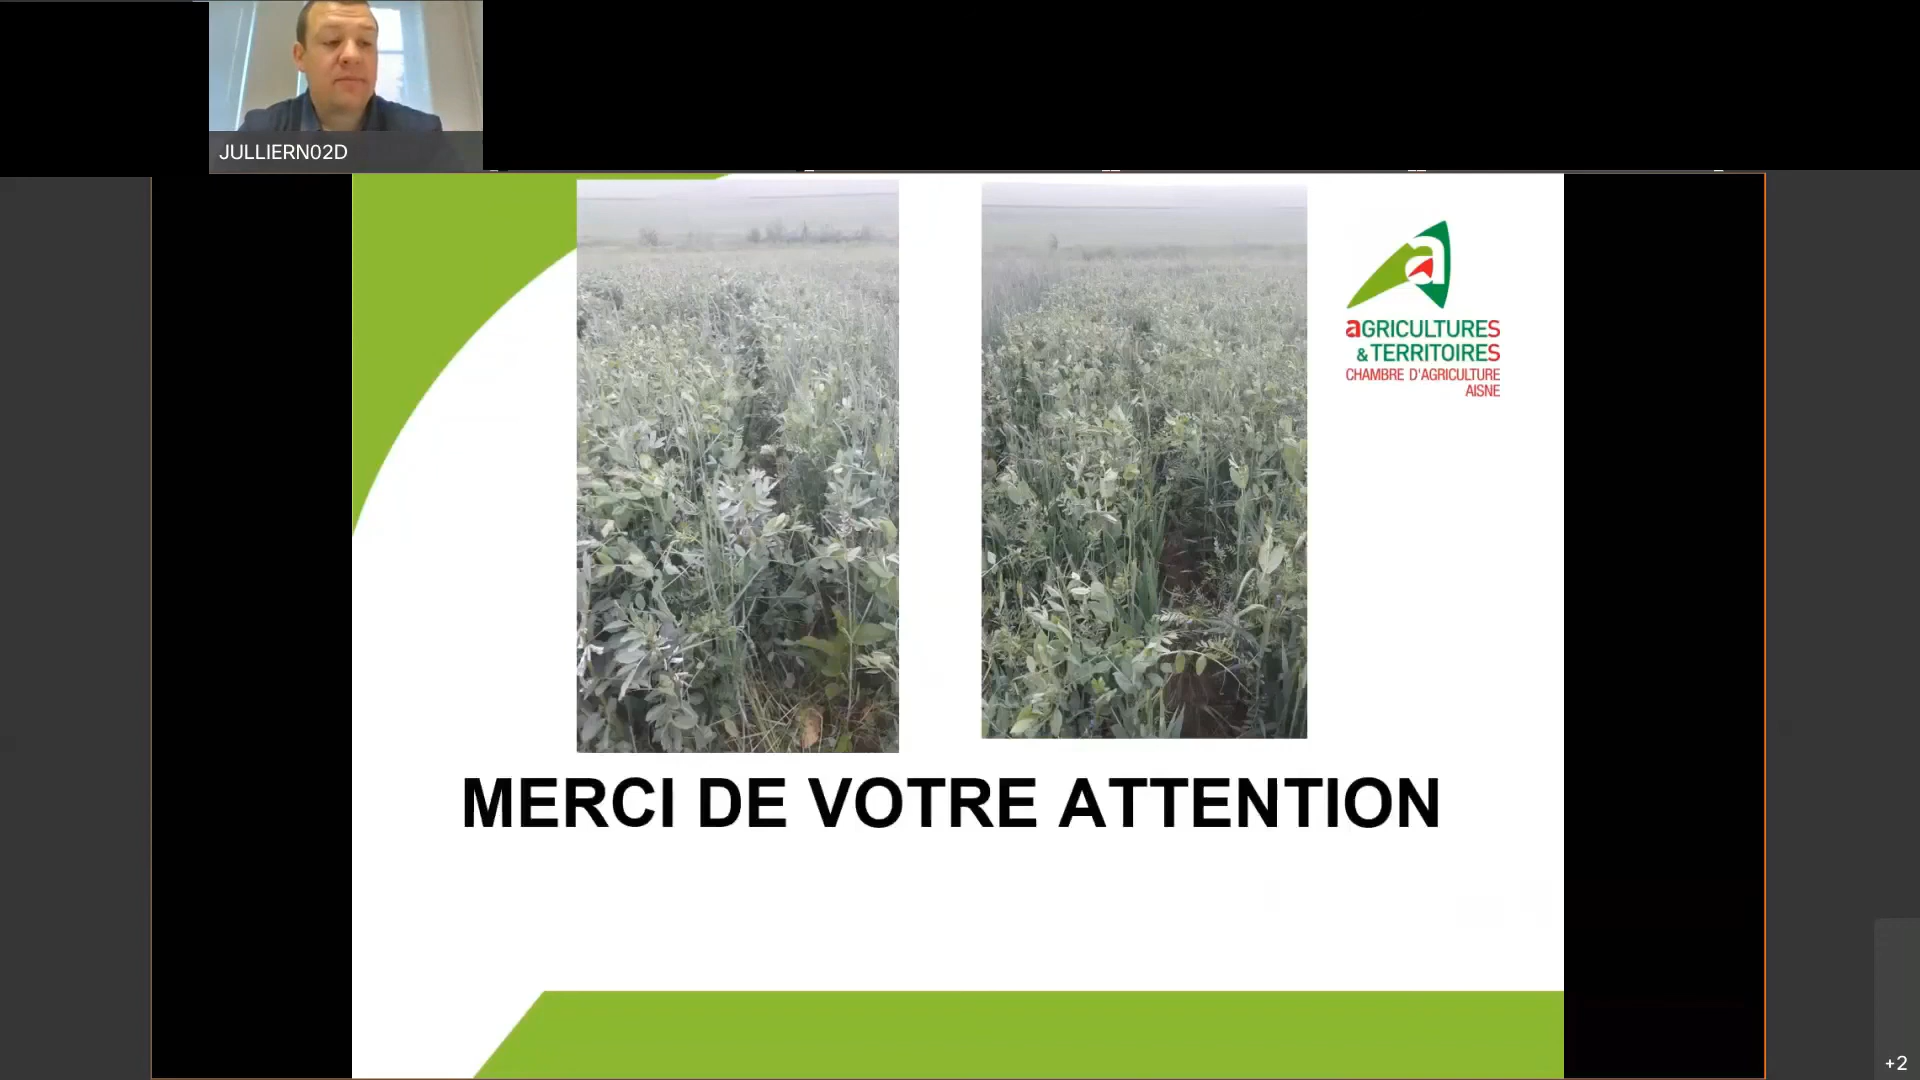 JULLIERN02D
aGRICULTURES
& TERRITOIRES
CHAMBRE D'AGRICULTURE
AISNE
MERCI DE VOTRE ATTENTION
+2